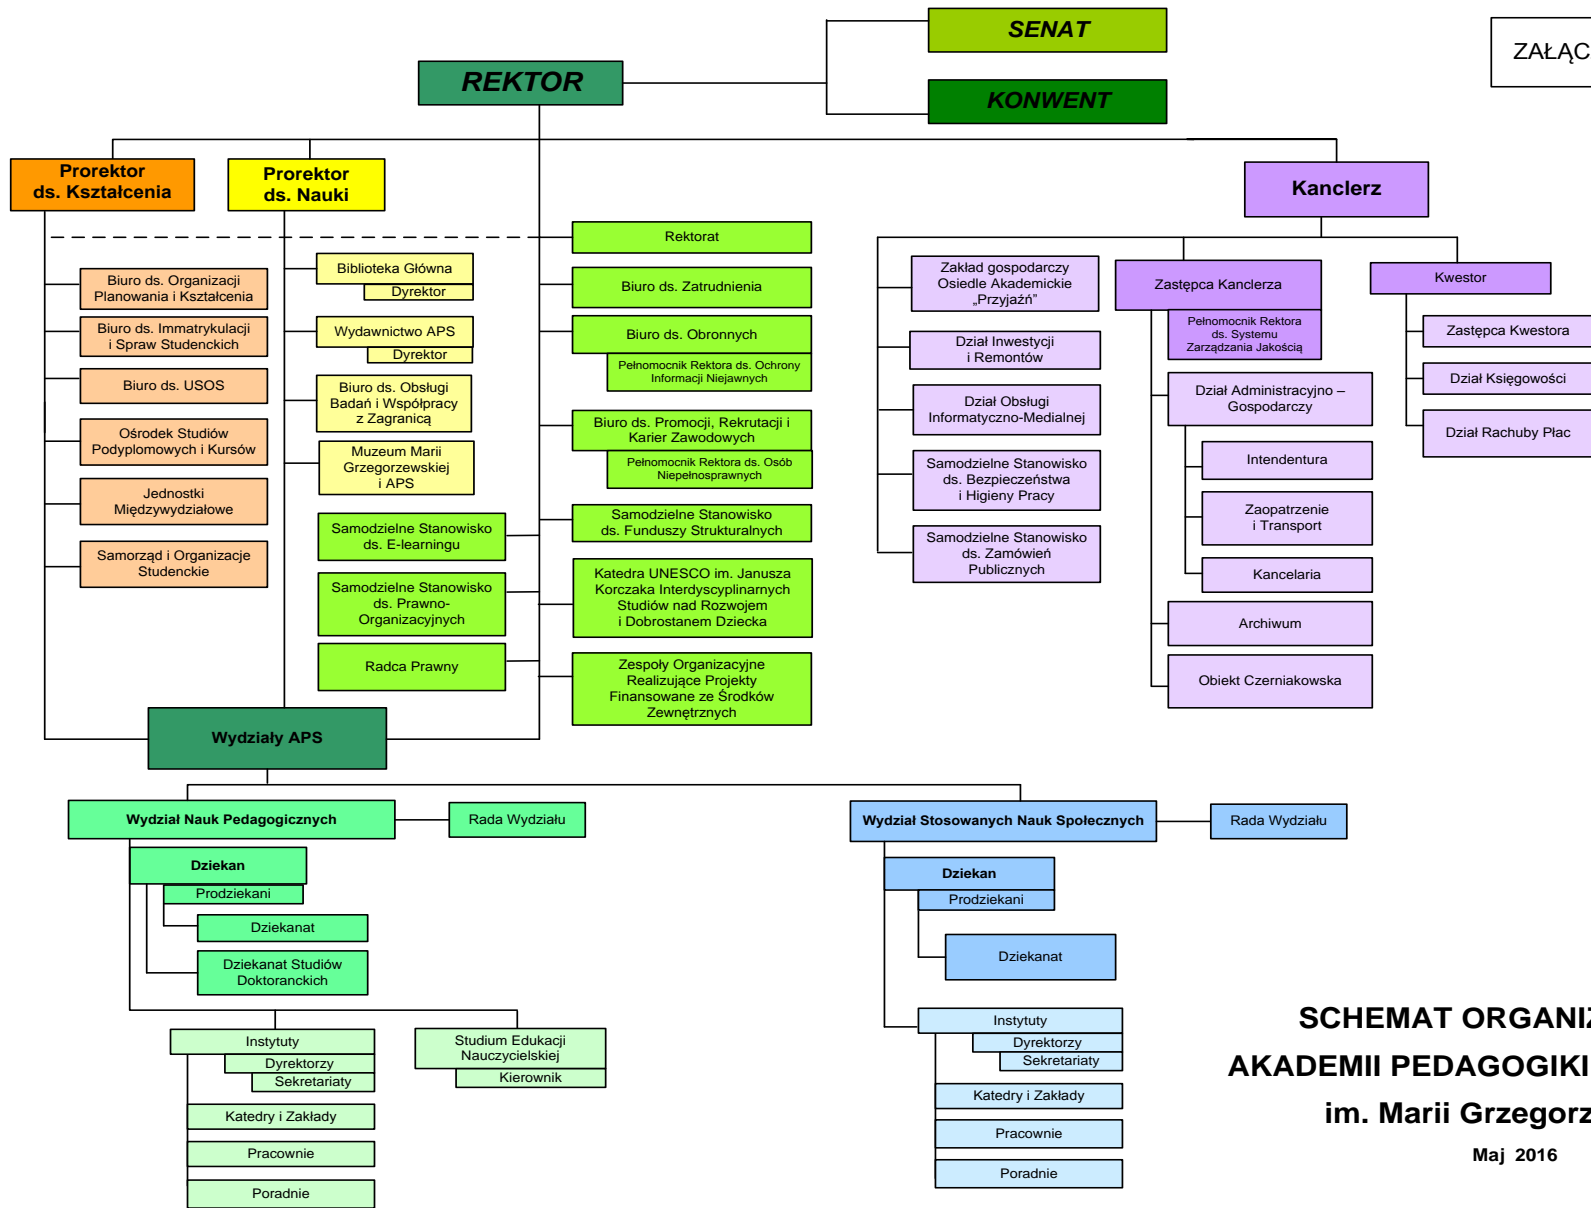 SENAT
ZAŁĄC
REKTOR
KONWENT
Prorektor
ds. Kształcenia
Prorektor
ds. Nauki
Kanclerz
Rektorat
Biuro ds. Organizacji
Planowania i Kształcenia
Biuro ds. Immatrykulacji
i Spraw Studenckich
Biuro ds. USOS
Ośrodek Studiów
Podyplomowych i Kursów
Jednostki
Międzywydziałowe
Samorząd i Organizacje
Studenckie
Biblioteka Główna
Dyrektor
Wydawnictwo APS
Dyrektor
Biuro ds. Obsługi
Badań i Współpracy
z Zagranicą
Muzeum Marii
Grzegorzewskiej
i APS
Samodzielne Stanowisko
ds. E-learningu
Samodzielne Stanowisko
ds. Prawno-
Organizacyjnych
Radca Prawny
Biuro ds. Zatrudnienia
Biuro ds. Obronnych
Pełnomocnik Rektora ds. Ochrony
Informacji Niejawnych
Biuro ds. Promocji, Rekrutacji i
Karier Zawodowych
Pełnomocnik Rektora ds. Osób
Niepełnosprawnych
Samodzielne Stanowisko
ds. Funduszy Strukturalnych
Katedra UNESCO im. Janusza
Korczaka Interdyscyplinarnych
Studiów nad Rozwojem
i Dobrostanem Dziecka
Zespoły Organizacyjne
Realizujące Projekty
Finansowane ze Środków
Zewnętrznych
Zakład gospodarczy
Osiedle Akademickie
„Przyjaźń”
Dział Inwestycji
i Remontów
Dział Obsługi
Informatyczno-Medialnej
Samodzielne Stanowisko
ds. Bezpieczeństwa
i Higieny Pracy
Samodzielne Stanowisko
ds. Zamówień
Publicznych
Zastępca Kanclerza
Pełnomocnik Rektora
ds. Systemu
Zarządzania Jakością
Dział Administracyjno –
Gospodarczy
Intendentura
Zaopatrzenie
i Transport
Kancelaria
Archiwum
Obiekt Czerniakowska
Kwestor
Zastępca Kwestora
Dział Księgowości
Dział Rachuby Płac
Wydziały APS
Wydział Nauk Pedagogicznych
Rada Wydziału
Dziekan
Prodziekani
Dziekanat
Dziekanat Studiów
Doktoranckich
Instytuty
Dyrektorzy
Sekretariaty
Katedry i Zakłady
Pracownie
Poradnie
Studium Edukacji
Nauczycielskiej
Kierownik
Wydział Stosowanych Nauk Społecznych
Rada Wydziału
Dziekan
Prodziekani
Dziekanat
Instytuty
Dyrektorzy
Sekretariaty
Katedry i Zakłady
Pracownie
Poradnie
SCHEMAT ORGANIZ
AKADEMII PEDAGOGIKI
im. Marii Grzegorz
Maj 2016